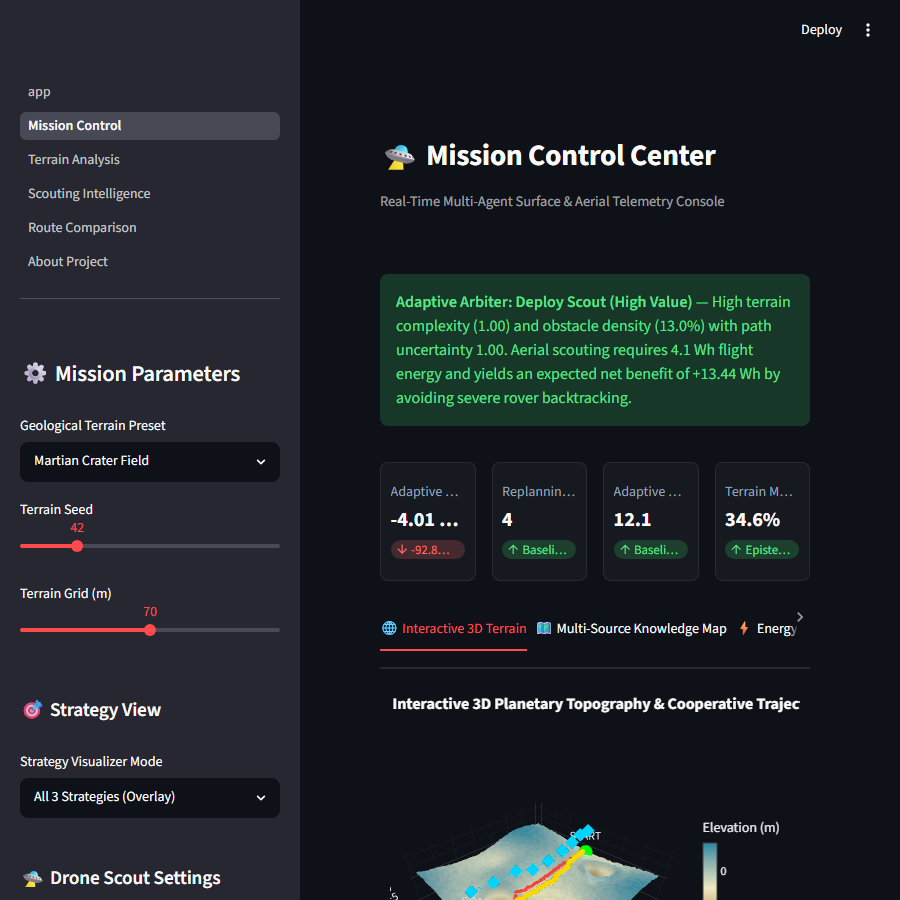 Deploy
app
Mission Control
Terrain Analysis
Scouting Intelligence
Route Comparison
About Project
Mission Parameters
Geological Terrain Preset
Martian Crater Field
Terrain Seed
42
Terrain Grid (m)
70
Strategy View
Strategy Visualizer Mode
All 3 Strategies (Overlay)
Drone Scout Settings
Mission Control Center
Real-Time Multi-Agent Surface & Aerial Telemetry Console
Adaptive Arbiter: Deploy Scout (High Value) — High terrain
complexity (1.00) and obstacle density (13.0%) with path
uncertainty 1.00. Aerial scouting requires 4.1 Wh flight
energy and yields an expected net benefit of +13.44 Wh by
avoiding severe rover backtracking.
Adaptive ...
-4.01 ...
↓ -92.8...
Replannin...
4
↑ Baseli...
Adaptive ...
12.1
↑ Baseli...
Terrain M...
34.6%
↑ Episte...
Interactive 3D Terrain
Multi-Source Knowledge Map
Energy
Interactive 3D Planetary Topography & Cooperative Trajec
Elevation (m)
0